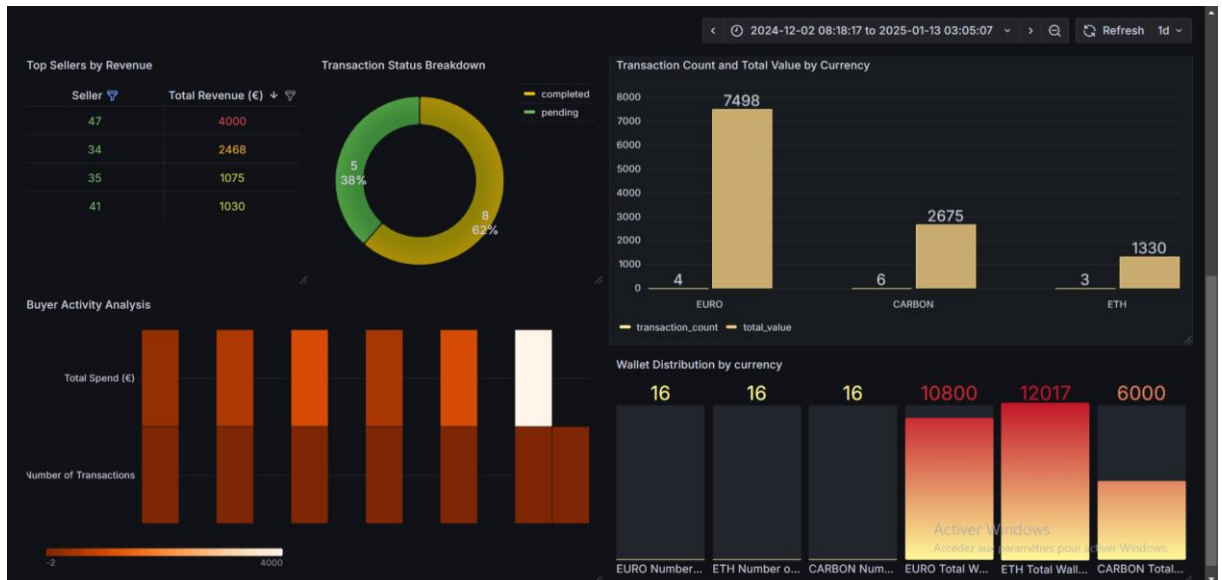 2024-12-02 08:18:17 to 2025-01-13 03:05:07
Refresh 1d
Top Sellers by Revenue
Seller Total Revenue (€)
47 4000
34 2468
35 1075
41 1030
Transaction Status Breakdown
completed
pending
5
38%
8
62%
Transaction Count and Total Value by Currency
8000
7000
6000
5000
4000
3000
2000
1000
0
7498
2675
1330
4
6
3
EURO CARBON ETH
transaction_count total_value
Buyer Activity Analysis
Total Spend (€)
Number of Transactions
-2 4000
Wallet Distribution by currency
16 16 16 10800 12017 6000
Activer Windows
Accédez aux paramètres pour activer Windows.
EURO Number... ETH Number o... CARBON Num... EURO Total W... ETH Total Wall... CARBON Total...